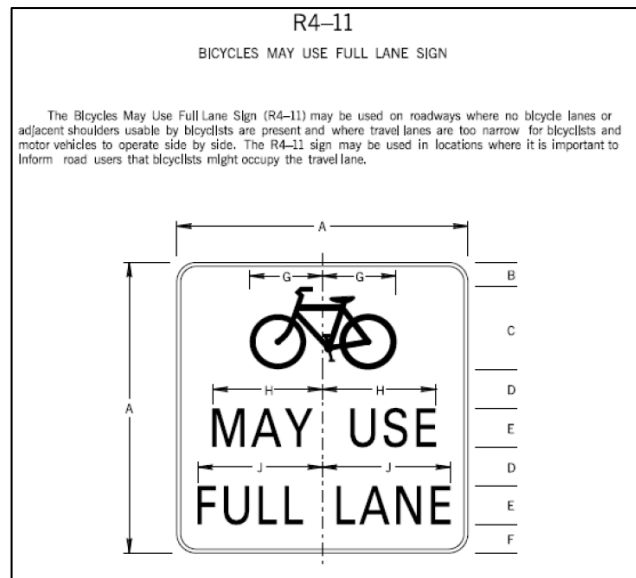 R4–11
BICYCLES MAY USE FULL LANE SIGN
The Bicycles May Use Full Lane Sign (R4–11) may be used on roadways where no bicycle lanes or
adjacent shoulders usable by bicyclists are present and where travel lanes are too narrow for bicyclists and
motor vehicles to operate side by side. The R4–11 sign may be used in locations where it is important to
inform road users that bicyclists might occupy the travel lane.
A
B
G G
C
H H
D
A
MAY USE
E
J J
D
FULL LANE
E
F